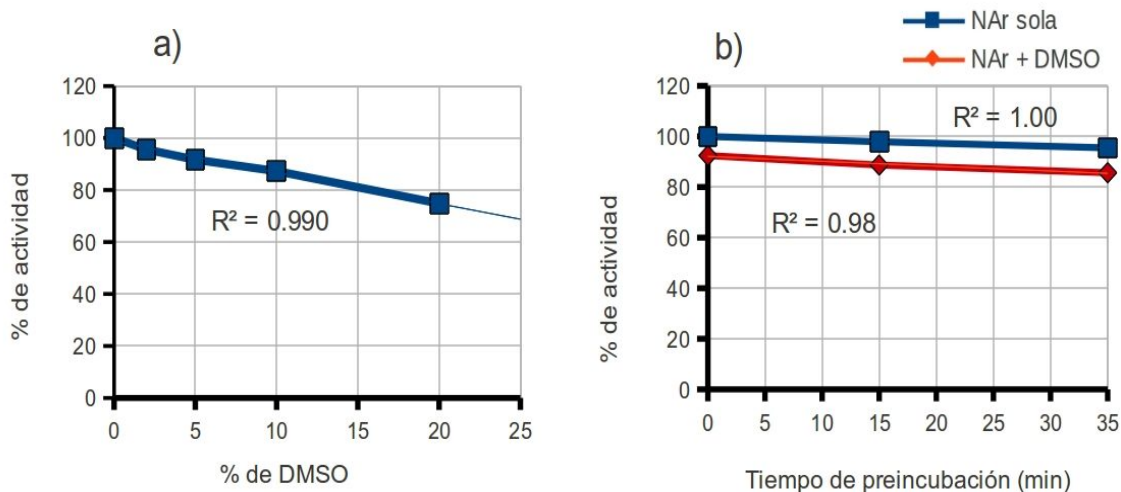 a)
120
100
80
60
40
20
0
0 5 10 15 20 25
R² = 0.990
% de actividad
% de DMSO
b)
NAr sola
NAr + DMSO
120
100
80
60
40
20
0
0 5 10 15 20 25 30 35
R² = 1.00
R² = 0.98
% de actividad
Tiempo de preincubación (min)